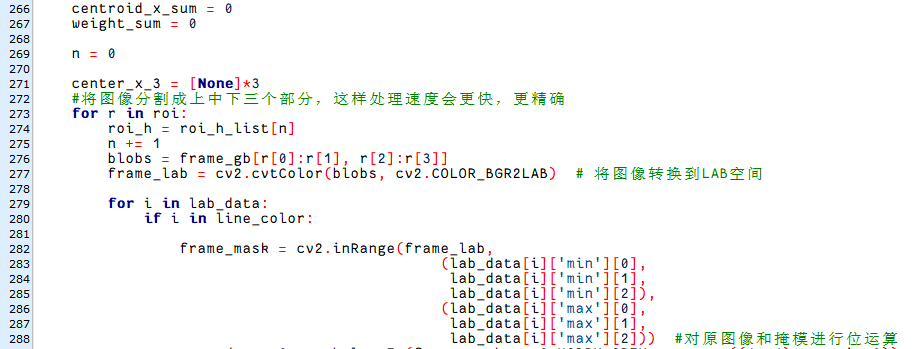 266 centroid_x_sum = 0
267 weight_sum = 0
268
269 n = 0
270
271 center_x_3 = [None]*3
272 #将图像分割成上中下三个部分，这样处理速度会更快，更精确
273 for r in roi:
274 roi_h = roi_h_list[n]
275 n += 1
276 blobs = frame_gb[r[0]:r[1], r[2]:r[3]]
277 frame_lab = cv2.cvtColor(blobs, cv2.COLOR_BGR2LAB) # 将图像转换到LAB空间
278
279 for i in lab_data:
280 if i in line_color:
281
282 frame_mask = cv2.inRange(frame_lab,
283 (lab_data[i]['min'][0],
284 lab_data[i]['min'][1],
285 lab_data[i]['min'][2]),
286 (lab_data[i]['max'][0],
287 lab_data[i]['max'][1],
288 lab_data[i]['max'][2])) #对原图像和掩模进行位运算